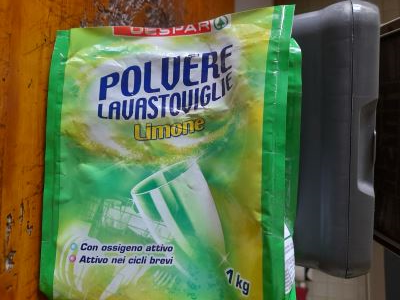 DESPAR
POLVERE
LAVASTOVIGLIE
Limone
Con ossigeno attivo
Attivo nei cicli brevi
1 kg